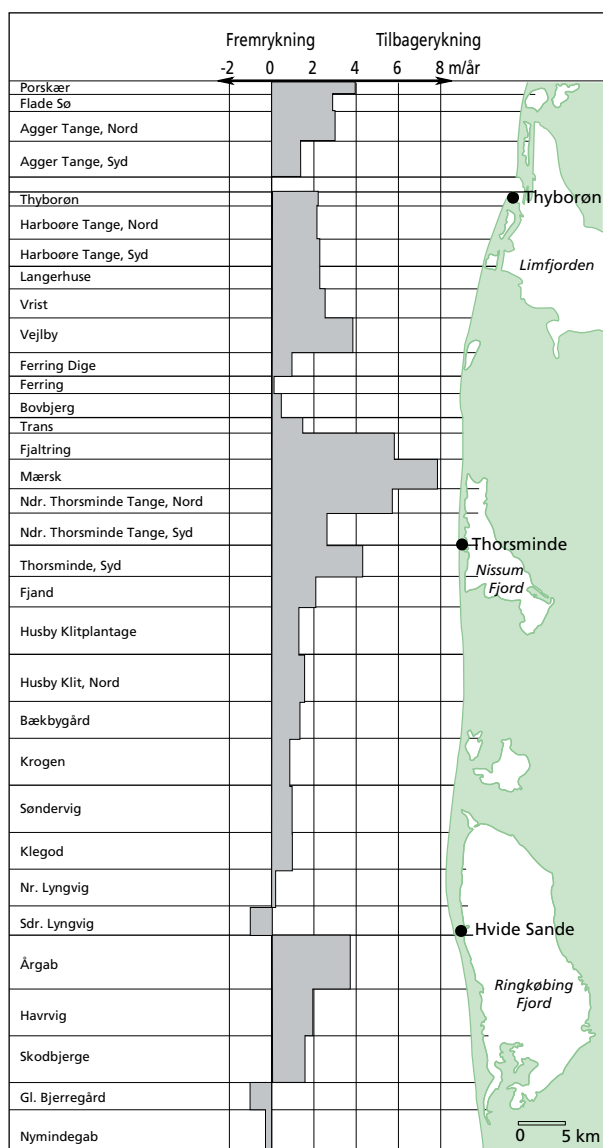 Fremrykning Tilbagerykning
-2 0 2 4 6 8 m/år
Porskær
Flade Sø
Agger Tange, Nord
Agger Tange, Syd
Thyborøn
Harboøre Tange, Nord
Harboøre Tange, Syd
Langerhuse
Vrist
Vejlby
Ferring Dige
Ferring
Bovbjerg
Trans
Fjaltring
Mærsk
Ndr. Thorsminde Tange, Nord
Ndr. Thorsminde Tange, Syd
Thorsminde, Syd
Fjand
Husby Klitplantage
Husby Klit, Nord
Bækbygård
Krogen
Søndervig
Klegod
Nr. Lyngvig
Sdr. Lyngvig
Årgab
Havrvig
Skodbjerge
Gl. Bjerregård
Nymindegab
Thyborøn
Limfjorden
Thorsminde
Nissum
Fjord
Hvide Sande
Ringkøbing
Fjord
0 5 km